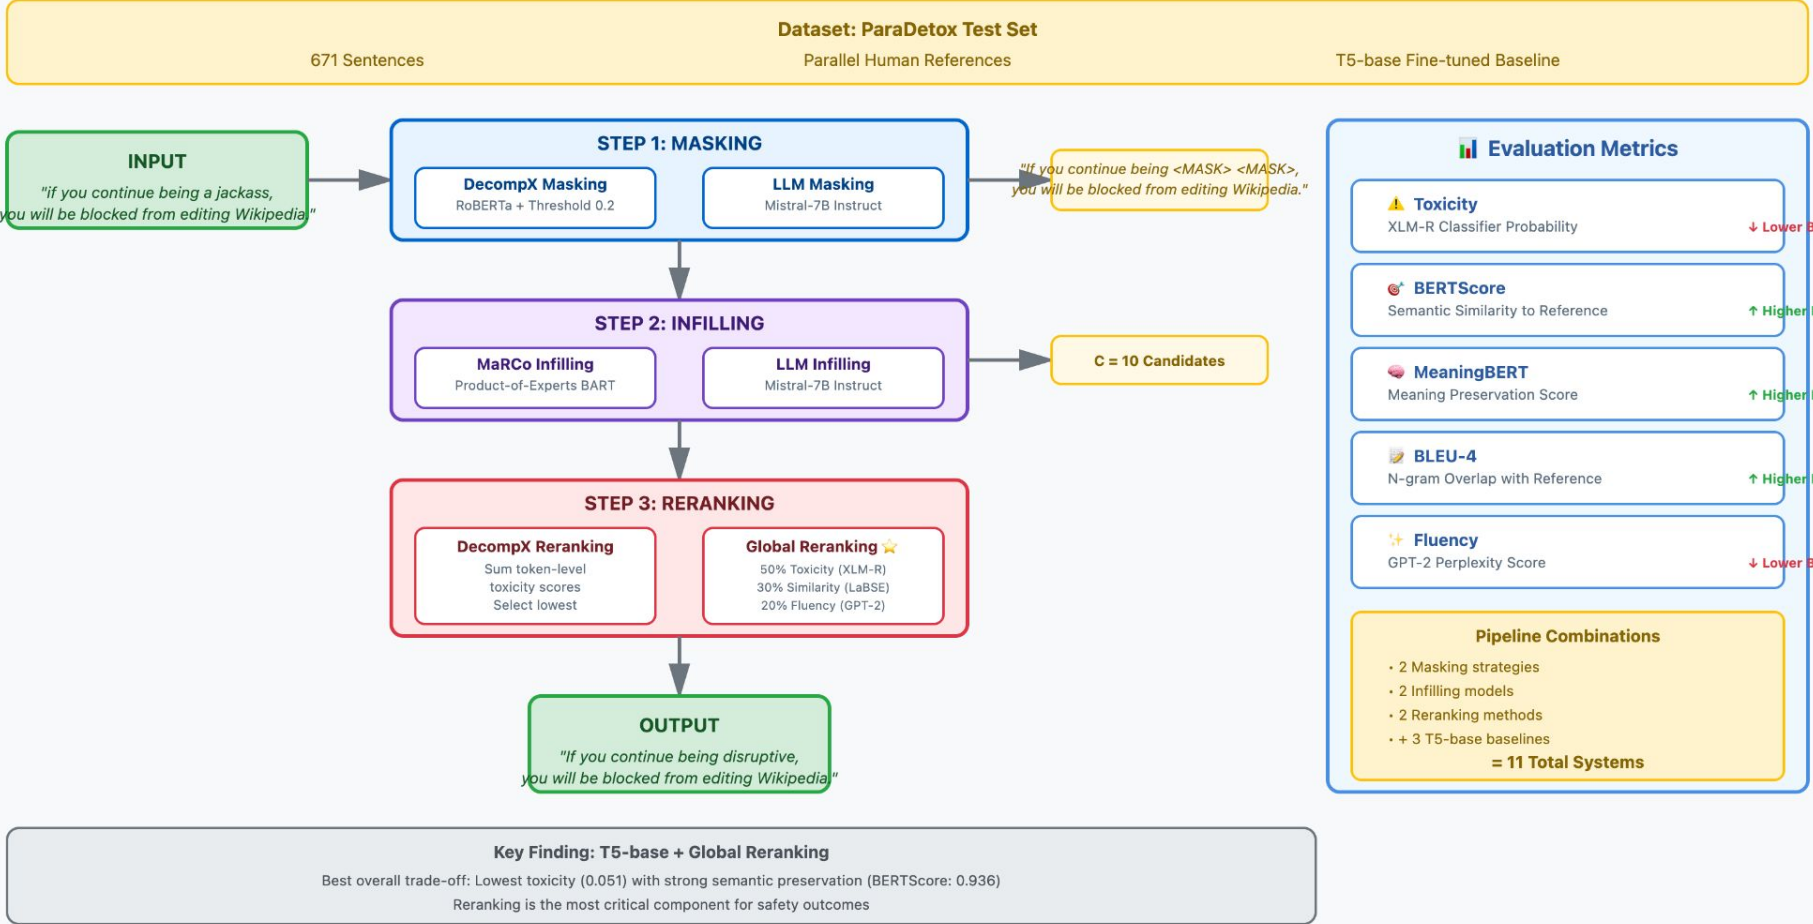 Dataset: ParaDetox Test Set
671 Sentences
Parallel Human References
T5-base Fine-tuned Baseline
INPUT
"if you continue being a jackass,
you will be blocked from editing Wikipedia."
STEP 1: MASKING
DecompX Masking
RoBERTa + Threshold 0.2
LLM Masking
Mistral-7B Instruct
"If you continue being <MASK> <MASK>,
you will be blocked from editing Wikipedia."
STEP 2: INFILLING
MaRCo Infilling
Product-of-Experts BART
LLM Infilling
Mistral-7B Instruct
C = 10 Candidates
STEP 3: RERANKING
DecompX Reranking
Sum token-level
toxicity scores
Select lowest
Global Reranking ⭐
50% Toxicity (XLM-R)
30% Similarity (LaBSE)
20% Fluency (GPT-2)
OUTPUT
"If you continue being disruptive,
you will be blocked from editing Wikipedia."
📊 Evaluation Metrics
⚠️ Toxicity
XLM-R Classifier Probability
↓ Lower
🎯 BERTScore
Semantic Similarity to Reference
↑ Higher
🧠 MeaningBERT
Meaning Preservation Score
↑ Higher
📝 BLEU-4
N-gram Overlap with Reference
↑ Higher
✨ Fluency
GPT-2 Perplexity Score
↓ Lower
Pipeline Combinations
• 2 Masking strategies
• 2 Infilling models
• 2 Reranking methods
• + 3 T5-base baselines
= 11 Total Systems
Key Finding: T5-base + Global Reranking
Best overall trade-off: Lowest toxicity (0.051) with strong semantic preservation (BERTScore: 0.936)
Reranking is the most critical component for safety outcomes